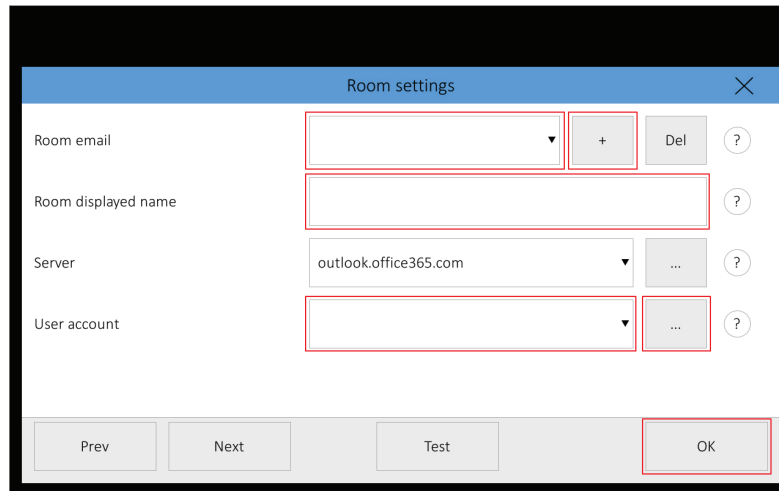 Room settings
Room email + Del ?
Room displayed name ?
Server outlook.office365.com ... ?
User account ... ?
Prev Next Test OK